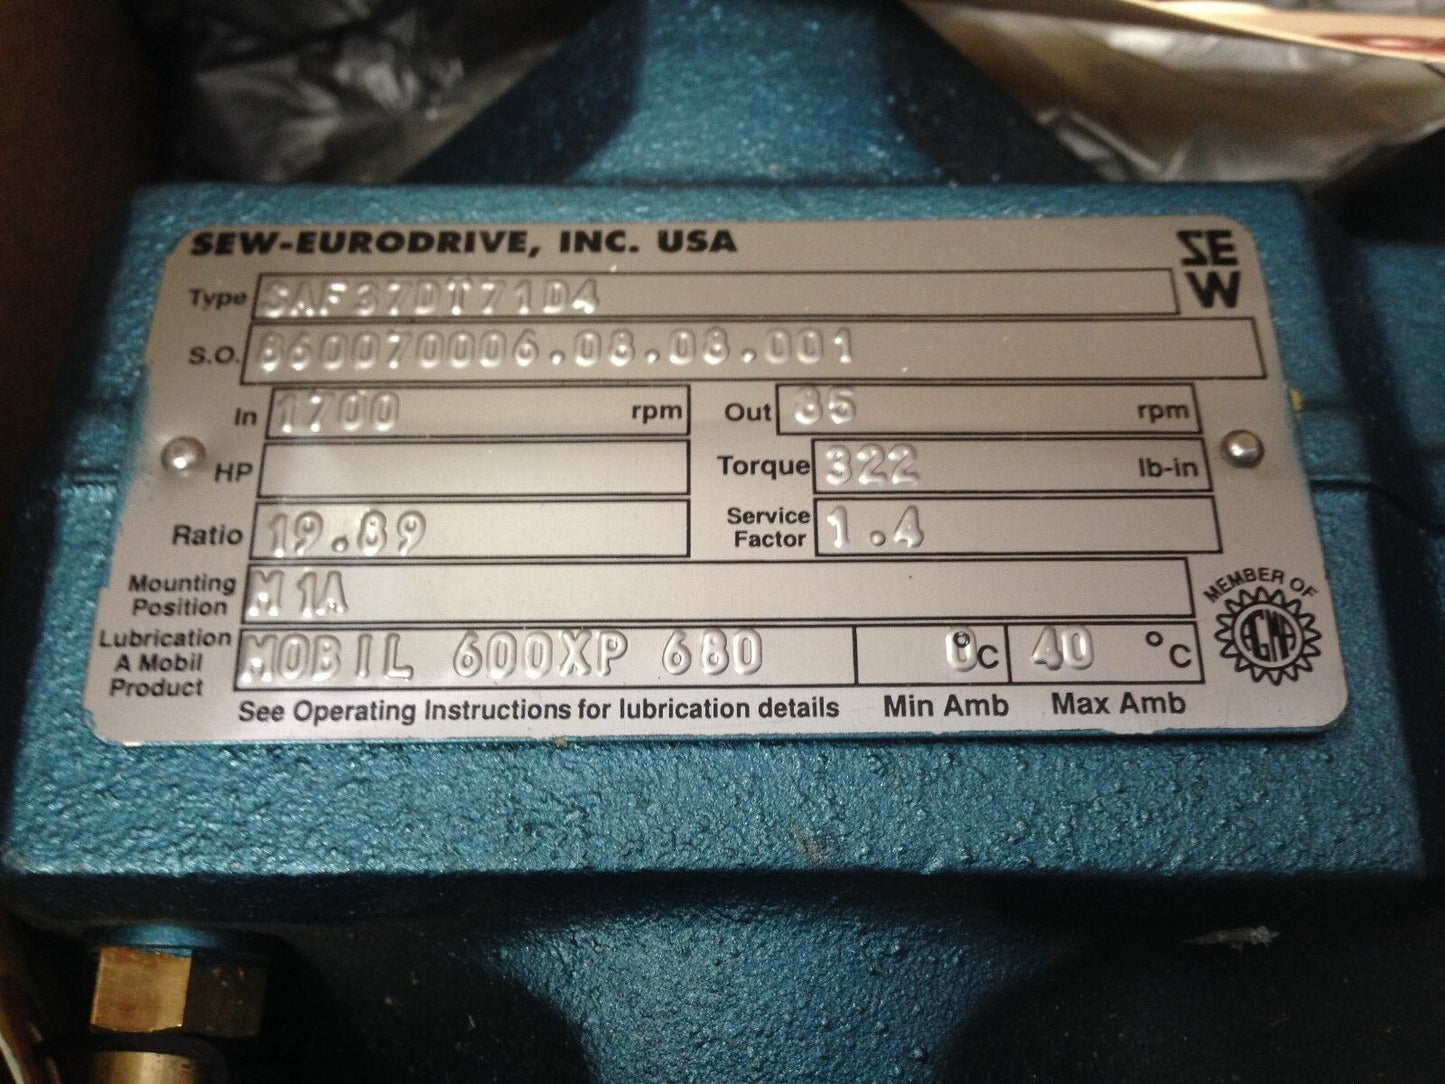 SEW-EURODRIVE, INC. USA
SEW
Type SAF37DT71D4
S.O. 860070006.08.08.001
In 1700 rpm Out 85 rpm
HP Torque 322 lb-in
Ratio 19.89 Service Factor 1.4
Mounting Position M1A
Lubrication A Mobil Product MOBIL 600XP 680 0°C 40 °C
See Operating Instructions for lubrication details Min Amb Max Amb
MEMBER OF
AGMA